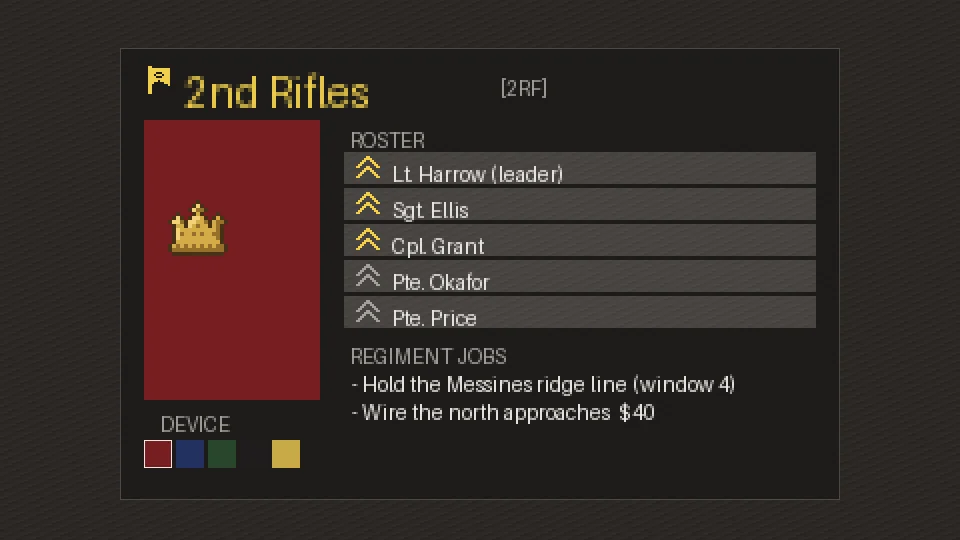 2nd Rifles
[2RF]
ROSTER
Lt. Harrow (leader)
Sgt. Ellis
Cpl. Grant
Pte. Okafor
Pte. Price
REGIMENT JOBS
- Hold the Messines ridge line (window 4)
- Wire the north approaches $40
DEVICE